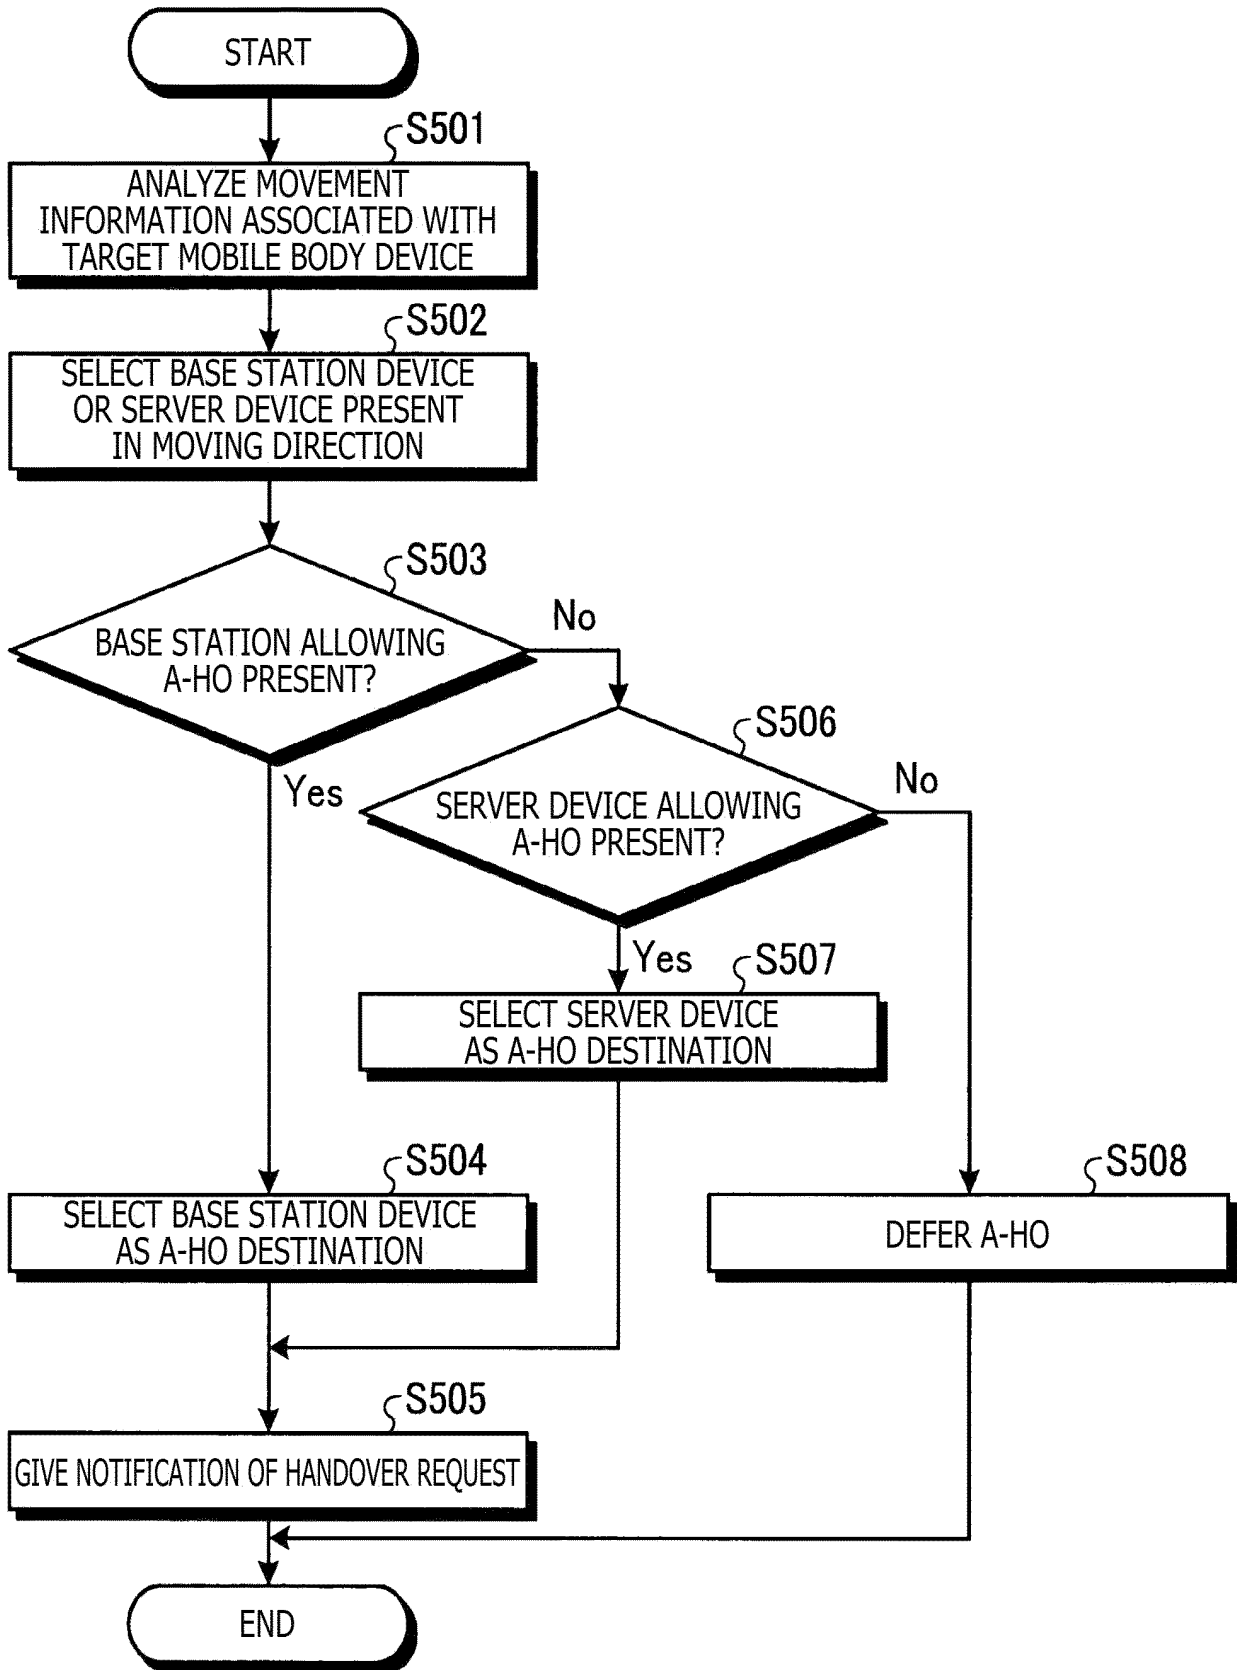 START
S501
ANALYZE MOVEMENT
INFORMATION ASSOCIATED WITH
TARGET MOBILE BODY DEVICE
S502
SELECT BASE STATION DEVICE
OR SERVER DEVICE PRESENT
IN MOVING DIRECTION
S503
BASE STATION ALLOWING
A-HO PRESENT?
No
Yes
S506
SERVER DEVICE ALLOWING
A-HO PRESENT?
No
Yes
S507
SELECT SERVER DEVICE
AS A-HO DESTINATION
S504
SELECT BASE STATION DEVICE
AS A-HO DESTINATION
S508
DEFER A-HO
S505
GIVE NOTIFICATION OF HANDOVER REQUEST
END